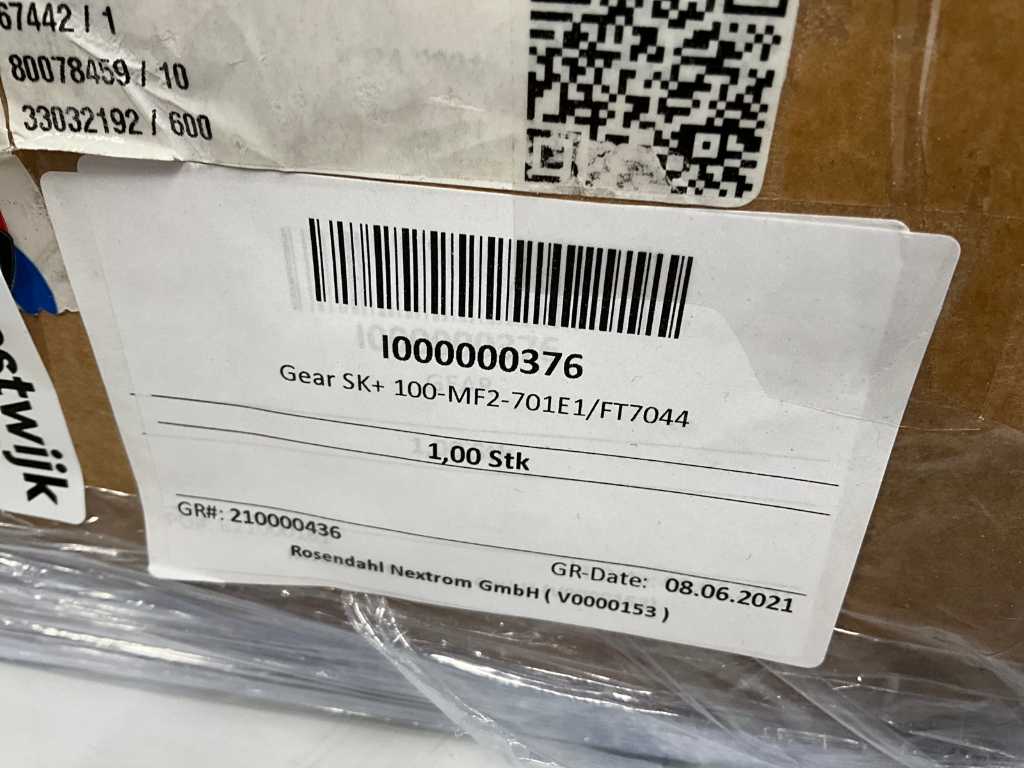 67442 / 1
80078459 / 10
33032192 / 600
I000000376
Gear SK+ 100-MF2-701E1/FT7044
1,00 Stk
GR#: 210000436
GR-Date: 08.06.2021
Rosendahl Nextrom GmbH ( V0000153 )
stwijk